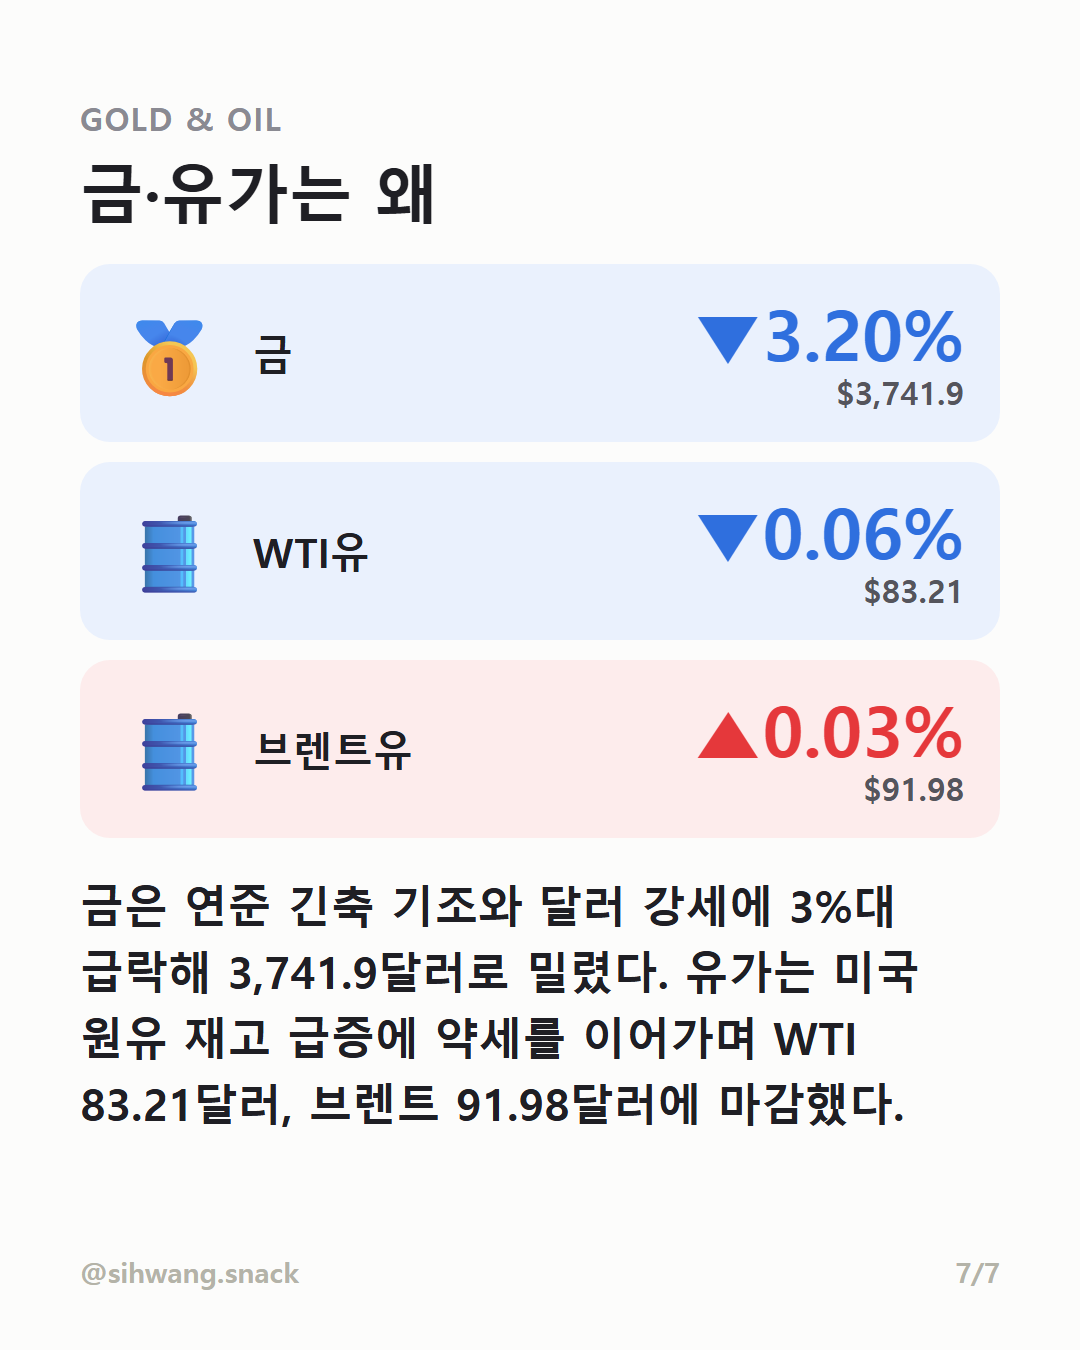 GOLD & OIL
금·유가는 왜
1
금
▼3.20%
$3,741.9
WTI유
▼0.06%
$83.21
브렌트유
▲0.03%
$91.98
금은 연준 긴축 기조와 달러 강세에 3%대
급락해 3,741.9달러로 밀렸다. 유가는 미국
원유 재고 급증에 약세를 이어가며 WTI
83.21달러, 브렌트 91.98달러에 마감했다.
@sihwang.snack
7/7